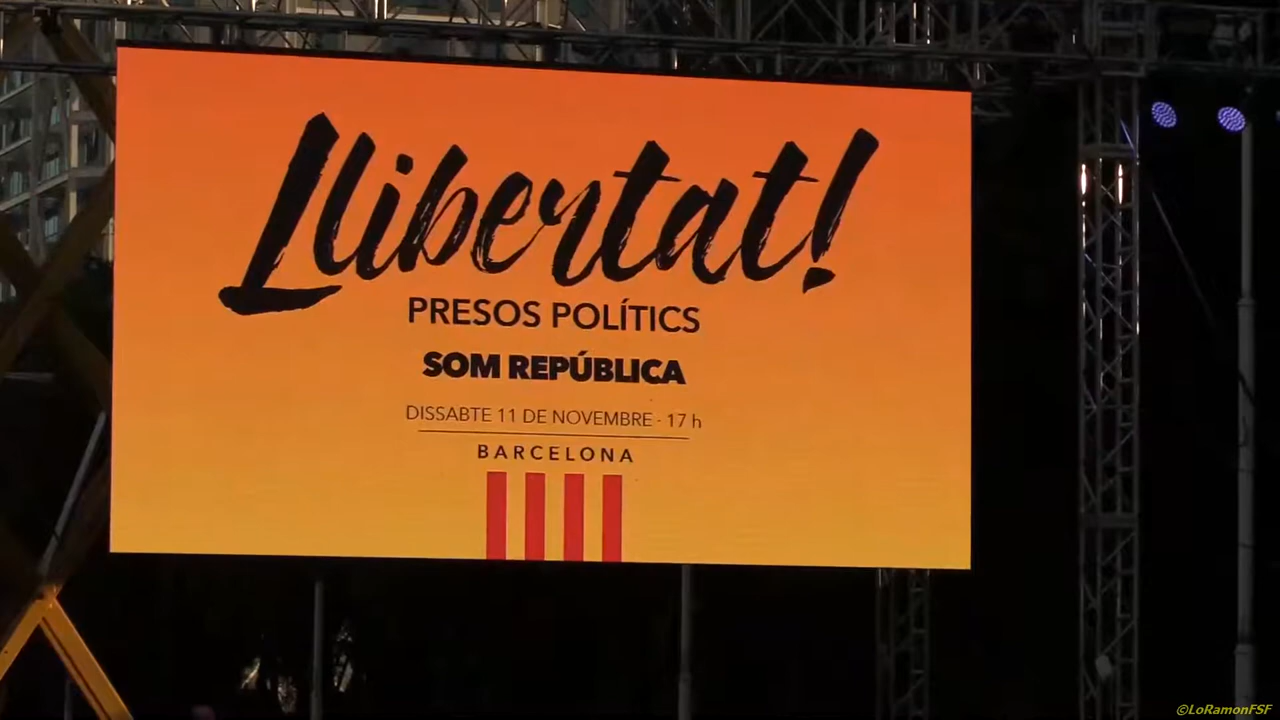 Llibertat!
PRESOS POLÍTICS
SOM REPÚBLICA
DISSABTE 11 DE NOVEMBRE - 17 h
BARCELONA
©LoRamonFSF